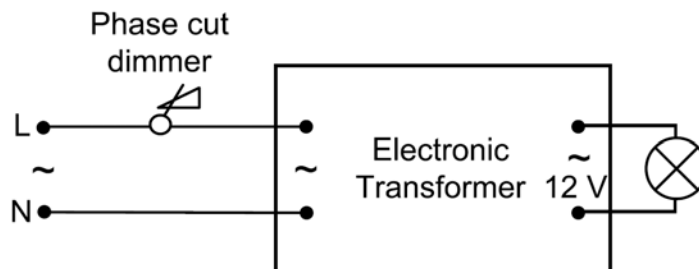 Phase cut
dimmer
L
~
N
~
Electronic
Transformer
~
12 V